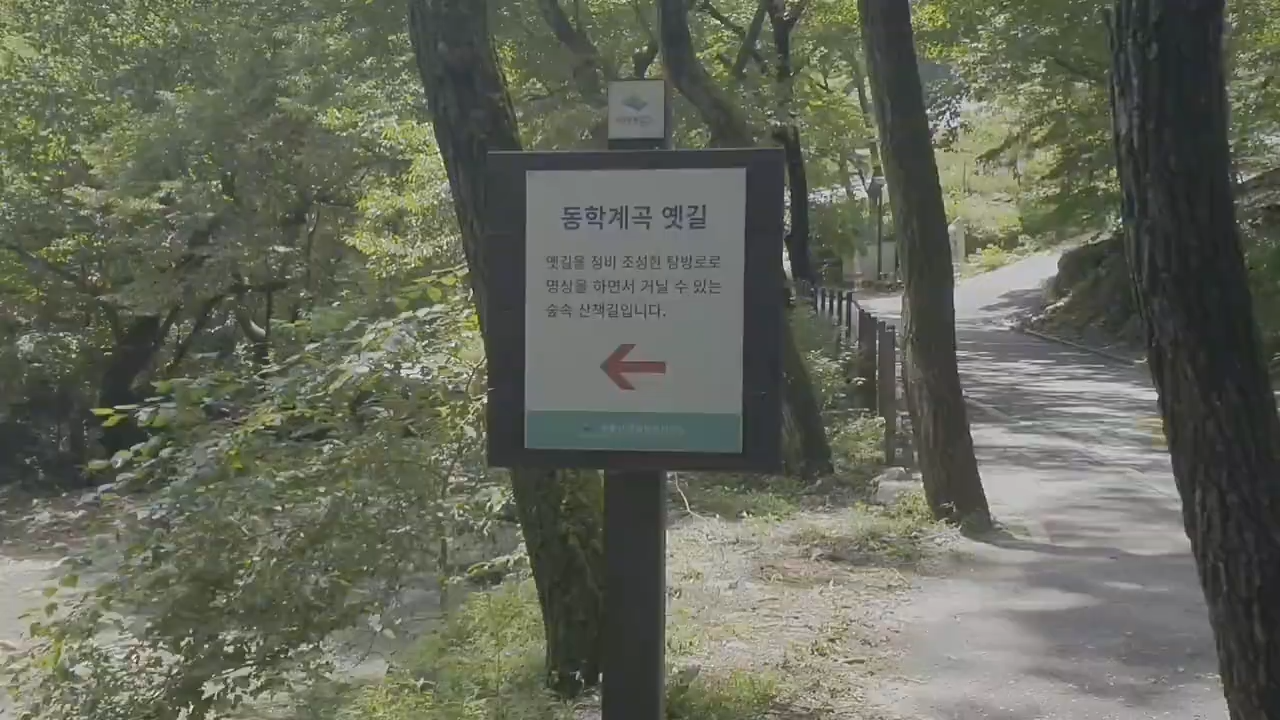 동학계곡 옛길
옛길을 정비 조성한 탐방로로
명상을 하면서 거닐 수 있는
숲속 산책길입니다.